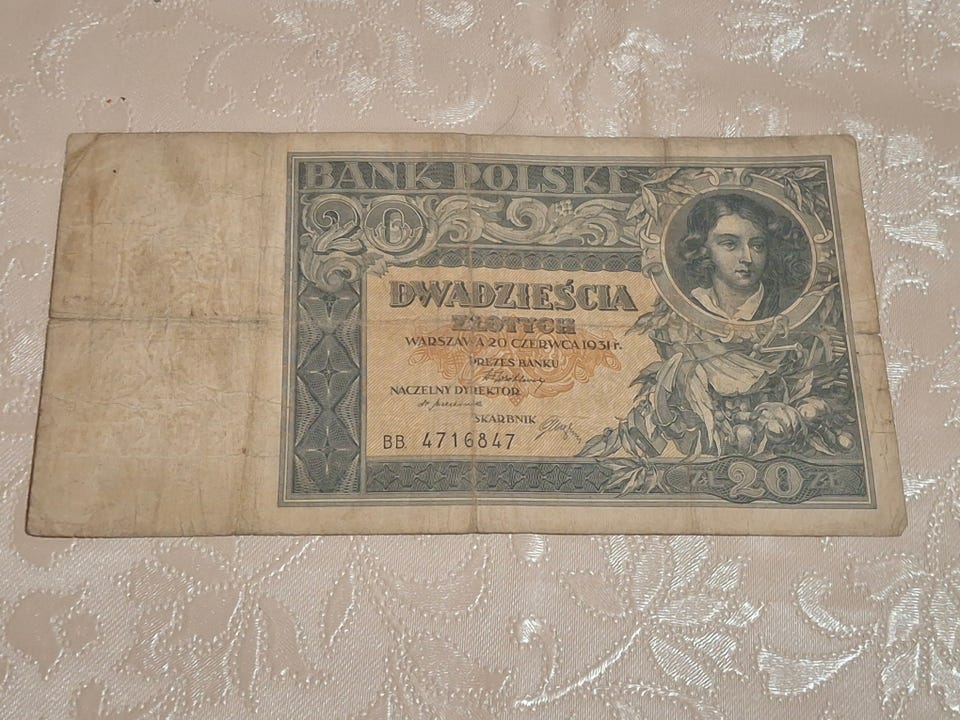 BANK POLSKI
20
DWADZIEŚCIA
ZŁOTYCH
WARSZAWA 20 CZERWCA 1931 r.
PREZES BANKU
NACZELNY DYREKTOR
SKARBNIK
BB 4716847
ZŁ 20 ZŁ